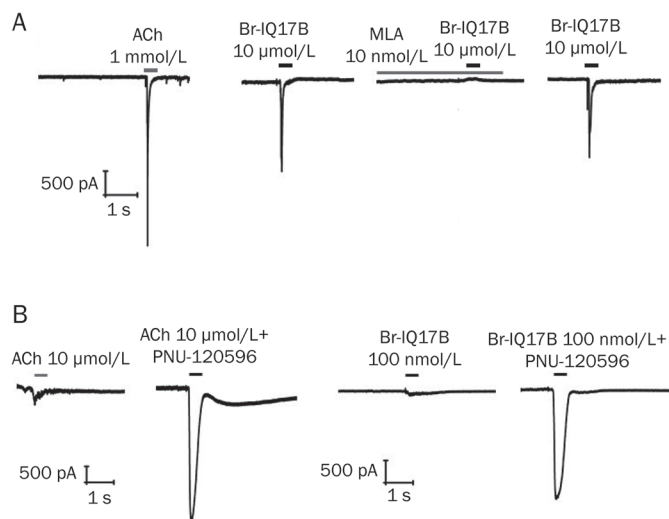 A
ACh
1 mmol/L
Br-IQ17B
10 μmol/L
MLA
10 nmol/L
Br-IQ17B
10 μmol/L
Br-IQ17B
10 μmol/L
500 pA
1 s
B
ACh 10 μmol/L
ACh 10 μmol/L+
PNU-120596
Br-IQ17B
100 nmol/L
Br-IQ17B 100 nmol/L+
PNU-120596
500 pA
1 s
500 pA
1 s